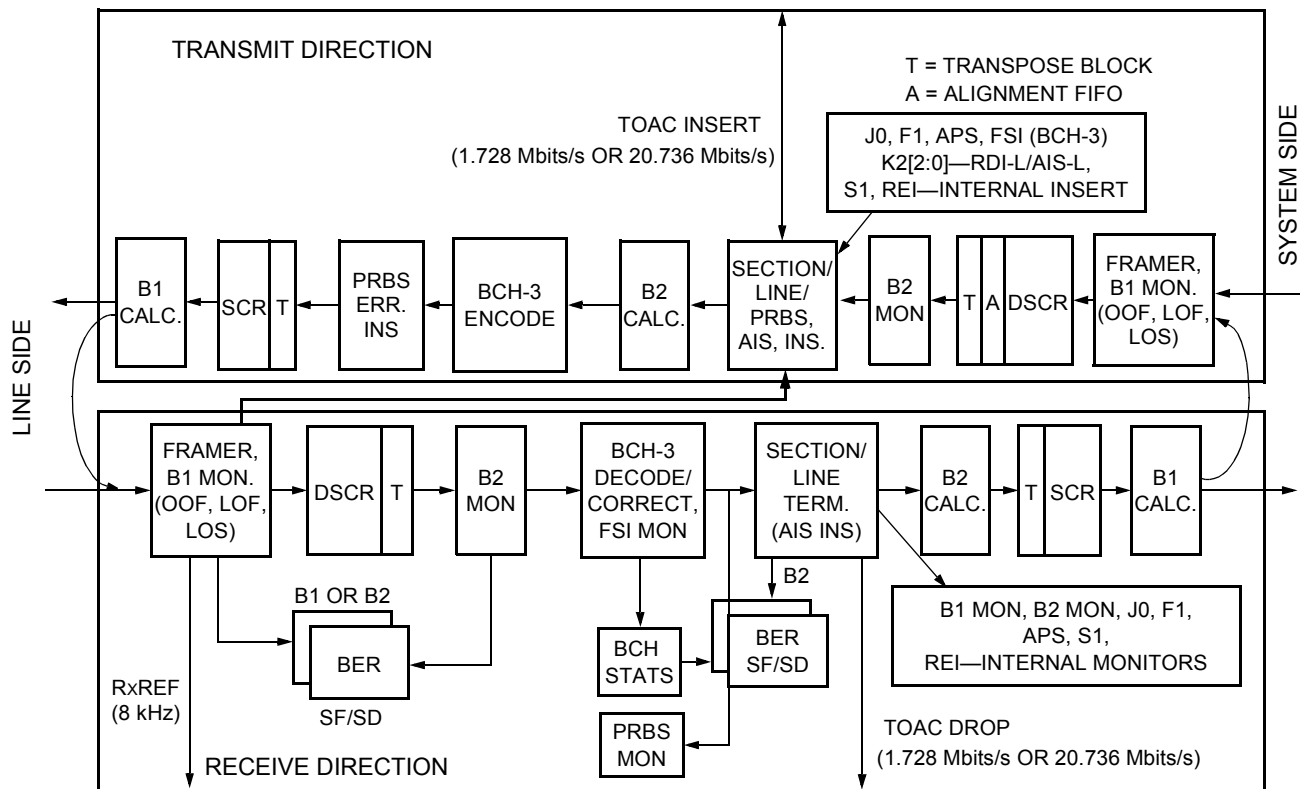 TRANSMIT DIRECTION
T = TRANSPOSE BLOCK
A = ALIGNMENT FIFO
TOAC INSERT
(1.728 Mbits/s OR 20.736 Mbits/s)
J0, F1, APS, FSI (BCH-3)
K2[2:0]—RDI-L/AIS-L,
S1, REI—INTERNAL INSERT
SYSTEM SIDE
LINE SIDE
B1
CALC.
SCR
T
PRBS
ERR.
INS
BCH-3
ENCODE
B2
CALC.
SECTION/
LINE/
PRBS,
AIS, INS.
B2
MON
T
A
DSCR
FRAMER,
B1 MON.
(OOF, LOF,
LOS)
FRAMER,
B1 MON.
(OOF, LOF,
LOS)
DSCR
T
B2
MON
BCH-3
DECODE/
CORRECT,
FSI MON
SECTION/
LINE
TERM.
(AIS INS)
B2
CALC.
T
SCR
B1
CALC.
B1 OR B2
BER
SF/SD
BCH
STATS
B2
BER
SF/SD
B1 MON, B2 MON, J0, F1,
APS, S1,
REI—INTERNAL MONITORS
RxREF
(8 kHz)
PRBS
MON
TOAC DROP
(1.728 Mbits/s OR 20.736 Mbits/s)
RECEIVE DIRECTION